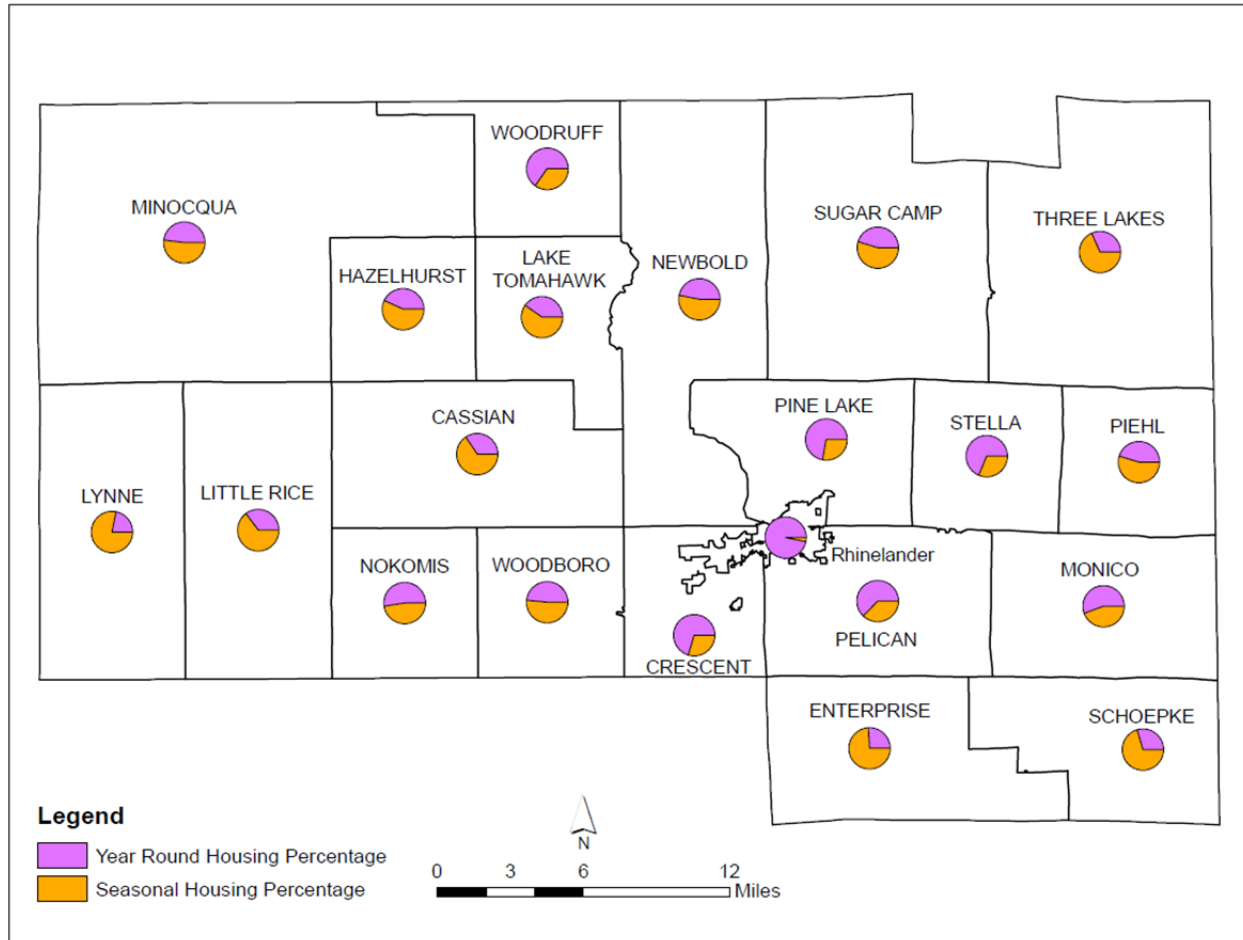 WOODRUFF
MINOCQUA
SUGAR CAMP
THREE LAKES
HAZELHURST
LAKE
TOMAHAWK
NEWBOLD
CASSIAN
PINE LAKE
STELLA
PIEHL
LYNNE
LITTLE RICE
NOKOMIS
WOODBORO
Rhinelander
MONICO
CRESCENT
PELICAN
ENTERPRISE
SCHOEPKE
Legend
Year Round Housing Percentage
Seasonal Housing Percentage
N
0 3 6 12
Miles